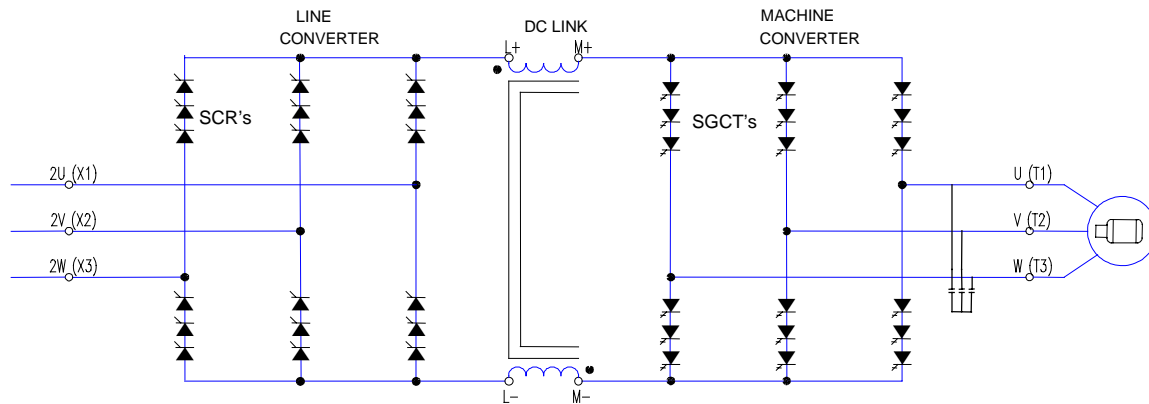 LINE
CONVERTER
DC LINK
MACHINE
CONVERTER
L+
M+
SCR's
SGCT's
2U (X1)
2V (X2)
2W (X3)
U (T1)
V (T2)
W (T3)
L-
M-